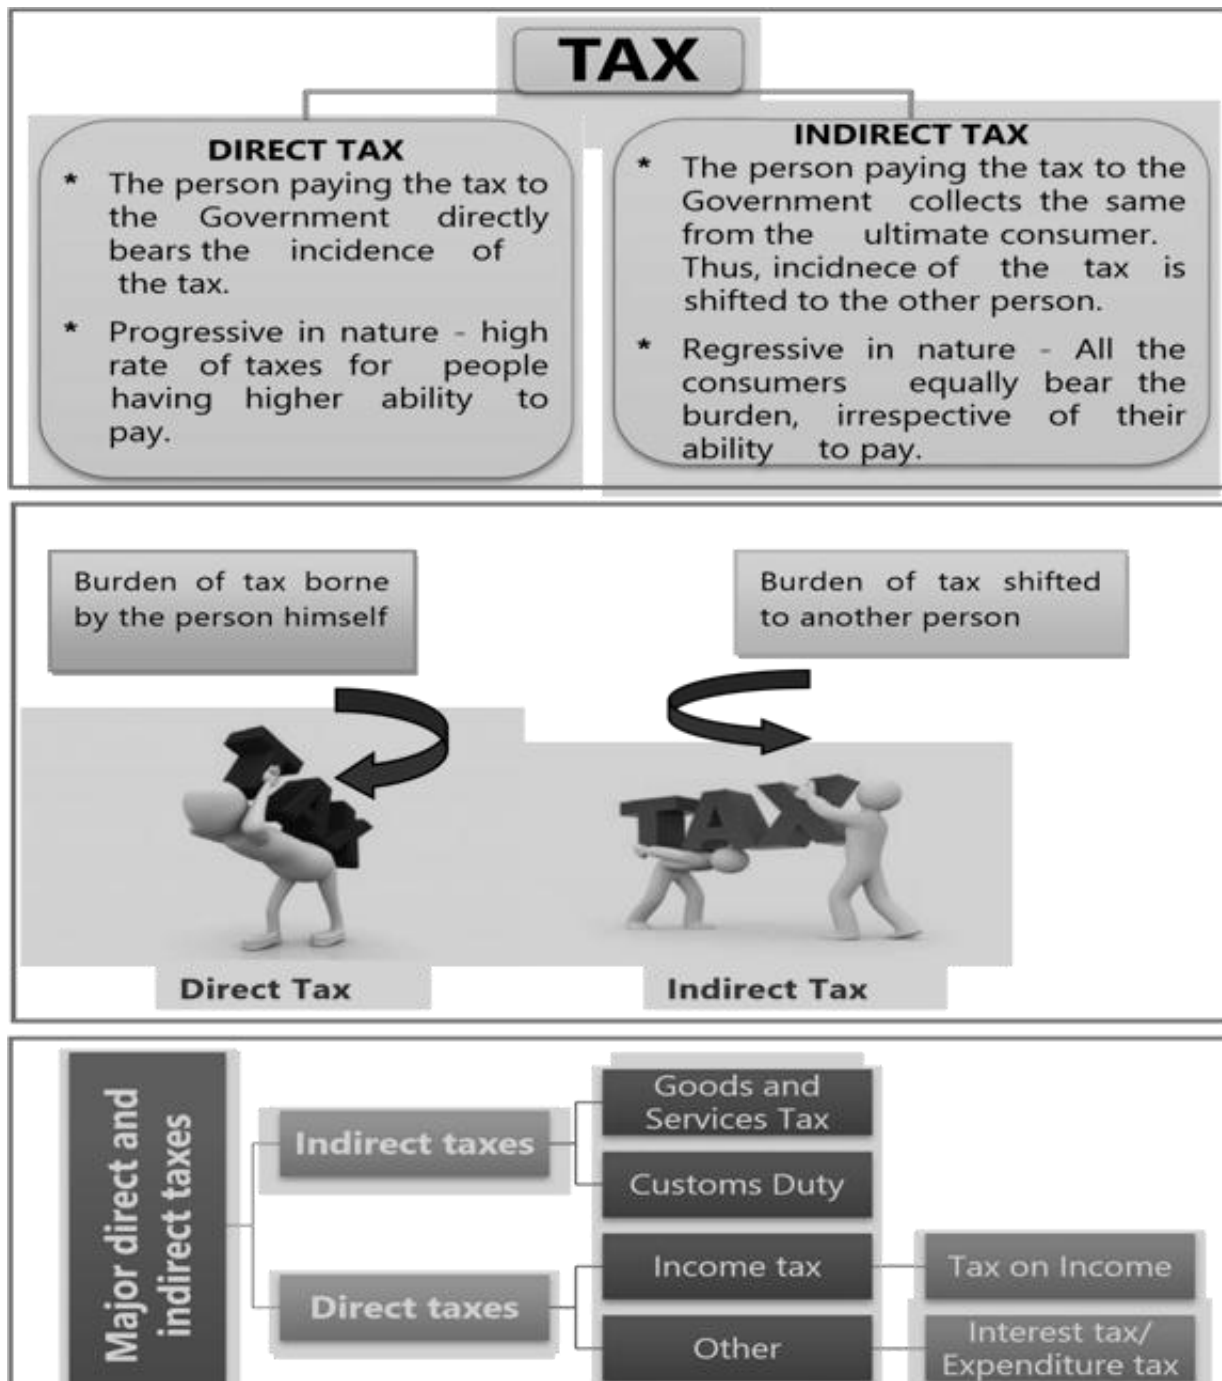 TAX
DIRECT TAX
* The person paying the tax to
the Government directly
bears the incidence of
the tax.
* Progressive in nature - high
rate of taxes for people
having higher ability to
pay.
INDIRECT TAX
* The person paying the tax to the
Government collects the same
from the ultimate consumer.
Thus, incidnece of the tax is
shifted to the other person.
* Regressive in nature - All the
consumers equally bear the
burden, irrespective of their
ability to pay.
Burden of tax borne
by the person himself
Burden of tax shifted
to another person
TAX
TAX
Direct Tax
Indirect Tax
Major direct and
indirect taxes
Indirect taxes
Goods and
Services Tax
Customs Duty
Direct taxes
Income tax
Tax on Income
Other
Interest tax/
Expenditure tax